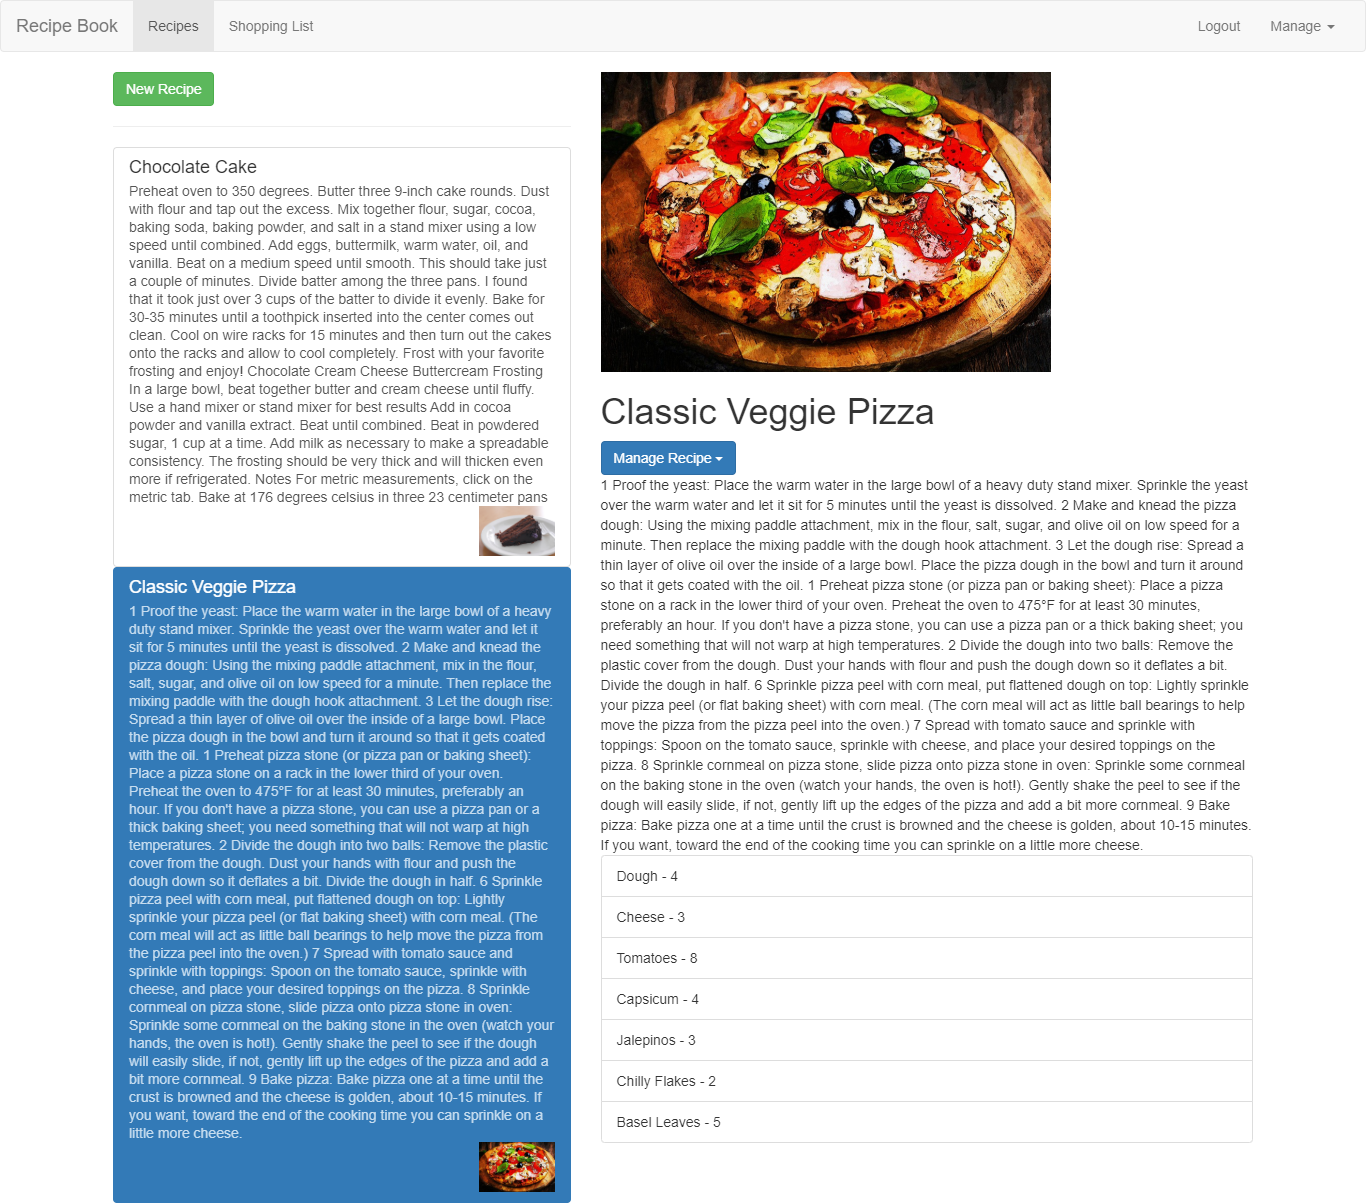 Recipe Book
Recipes
Shopping List
Logout
Manage
New Recipe
Chocolate Cake
Preheat oven to 350 degrees. Butter three 9-inch cake rounds. Dust
with flour and tap out the excess. Mix together flour, sugar, cocoa,
baking soda, baking powder, and salt in a stand mixer using a low
speed until combined. Add eggs, buttermilk, warm water, oil, and
vanilla. Beat on a medium speed until smooth. This should take just
a couple of minutes. Divide batter among the three pans. I found
that it took just over 3 cups of the batter to divide it evenly. Bake for
30-35 minutes until a toothpick inserted into the center comes out
clean. Cool on wire racks for 15 minutes and then turn out the cakes
onto the racks and allow to cool completely. Frost with your favorite
frosting and enjoy! Chocolate Cream Cheese Buttercream Frosting
In a large bowl, beat together butter and cream cheese until fluffy.
Use a hand mixer or stand mixer for best results Add in cocoa
powder and vanilla extract. Beat until combined. Beat in powdered
sugar, 1 cup at a time. Add milk as necessary to make a spreadable
consistency. The frosting should be very thick and will thicken even
more if refrigerated. Notes For metric measurements, click on the
metric tab. Bake at 176 degrees celsius in three 23 centimeter pans
Classic Veggie Pizza
1 Proof the yeast: Place the warm water in the large bowl of a heavy
duty stand mixer. Sprinkle the yeast over the warm water and let it
sit for 5 minutes until the yeast is dissolved. 2 Make and knead the
pizza dough: Using the mixing paddle attachment, mix in the flour,
salt, sugar, and olive oil on low speed for a minute. Then replace the
mixing paddle with the dough hook attachment. 3 Let the dough rise:
Spread a thin layer of olive oil over the inside of a large bowl. Place
the pizza dough in the bowl and turn it around so that it gets coated
with the oil. 1 Preheat pizza stone (or pizza pan or baking sheet):
Place a pizza stone on a rack in the lower third of your oven.
Preheat the oven to 475°F for at least 30 minutes, preferably an
hour. If you don't have a pizza stone, you can use a pizza pan or a
thick baking sheet; you need something that will not warp at high
temperatures. 2 Divide the dough into two balls: Remove the plastic
cover from the dough. Dust your hands with flour and push the
dough down so it deflates a bit. Divide the dough in half. 6 Sprinkle
pizza peel with corn meal, put flattened dough on top: Lightly
sprinkle your pizza peel (or flat baking sheet) with corn meal. (The
corn meal will act as little ball bearings to help move the pizza from
the pizza peel into the oven.) 7 Spread with tomato sauce and
sprinkle with toppings: Spoon on the tomato sauce, sprinkle with
cheese, and place your desired toppings on the pizza. 8 Sprinkle
cornmeal on pizza stone, slide pizza onto pizza stone in oven:
Sprinkle some cornmeal on the baking stone in the oven (watch your
hands, the oven is hot!). Gently shake the peel to see if the dough
will easily slide, if not, gently lift up the edges of the pizza and add a
bit more cornmeal. 9 Bake pizza: Bake pizza one at a time until the
crust is browned and the cheese is golden, about 10-15 minutes. If
you want, toward the end of the cooking time you can sprinkle on a
little more cheese.
Classic Veggie Pizza
Manage Recipe
1 Proof the yeast: Place the warm water in the large bowl of a heavy duty stand mixer. Sprinkle the yeast
over the warm water and let it sit for 5 minutes until the yeast is dissolved. 2 Make and knead the pizza
dough: Using the mixing paddle attachment, mix in the flour, salt, sugar, and olive oil on low speed for a
minute. Then replace the mixing paddle with the dough hook attachment. 3 Let the dough rise: Spread a
thin layer of olive oil over the inside of a large bowl. Place the pizza dough in the bowl and turn it around
so that it gets coated with the oil. 1 Preheat pizza stone (or pizza pan or baking sheet): Place a pizza
stone on a rack in the lower third of your oven. Preheat the oven to 475°F for at least 30 minutes,
preferably an hour. If you don't have a pizza stone, you can use a pizza pan or a thick baking sheet; you
need something that will not warp at high temperatures. 2 Divide the dough into two balls: Remove the
plastic cover from the dough. Dust your hands with flour and push the dough down so it deflates a bit.
Divide the dough in half. 6 Sprinkle pizza peel with corn meal, put flattened dough on top: Lightly sprinkle
your pizza peel (or flat baking sheet) with corn meal. (The corn meal will act as little ball bearings to help
move the pizza from the pizza peel into the oven.) 7 Spread with tomato sauce and sprinkle with
toppings: Spoon on the tomato sauce, sprinkle with cheese, and place your desired toppings on the
pizza. 8 Sprinkle cornmeal on pizza stone, slide pizza onto pizza stone in oven: Sprinkle some cornmeal
on the baking stone in the oven (watch your hands, the oven is hot!). Gently shake the peel to see if the
dough will easily slide, if not, gently lift up the edges of the pizza and add a bit more cornmeal. 9 Bake
pizza: Bake pizza one at a time until the crust is browned and the cheese is golden, about 10-15 minutes.
If you want, toward the end of the cooking time you can sprinkle on a little more cheese.
Dough - 4
Cheese - 3
Tomatoes - 8
Capsicum - 4
Jalepinos - 3
Chilly Flakes - 2
Basel Leaves - 5